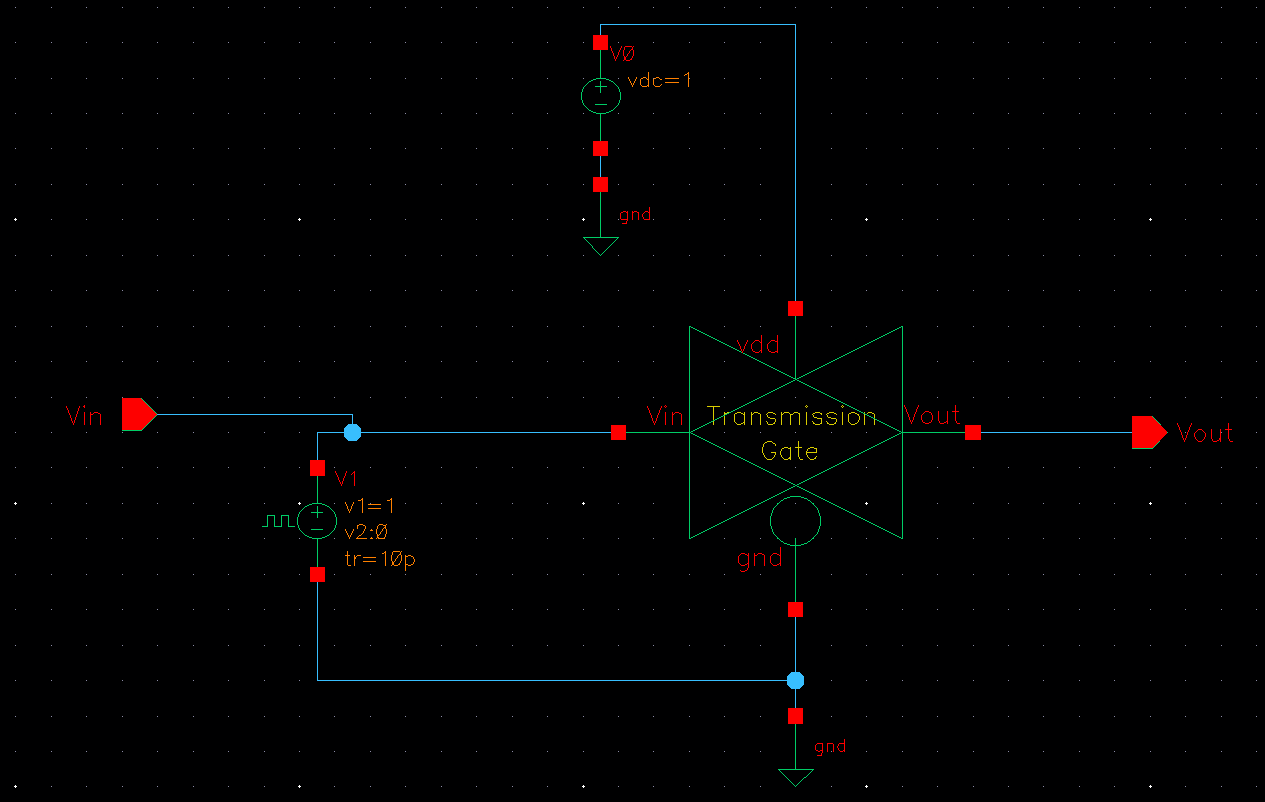 V0
vdc=1
gnd
vdd
Vin
Vin
Transmission
Vout
Vout
Gate
V1
v1=1
v2:0
tr=10p
gnd
gnd